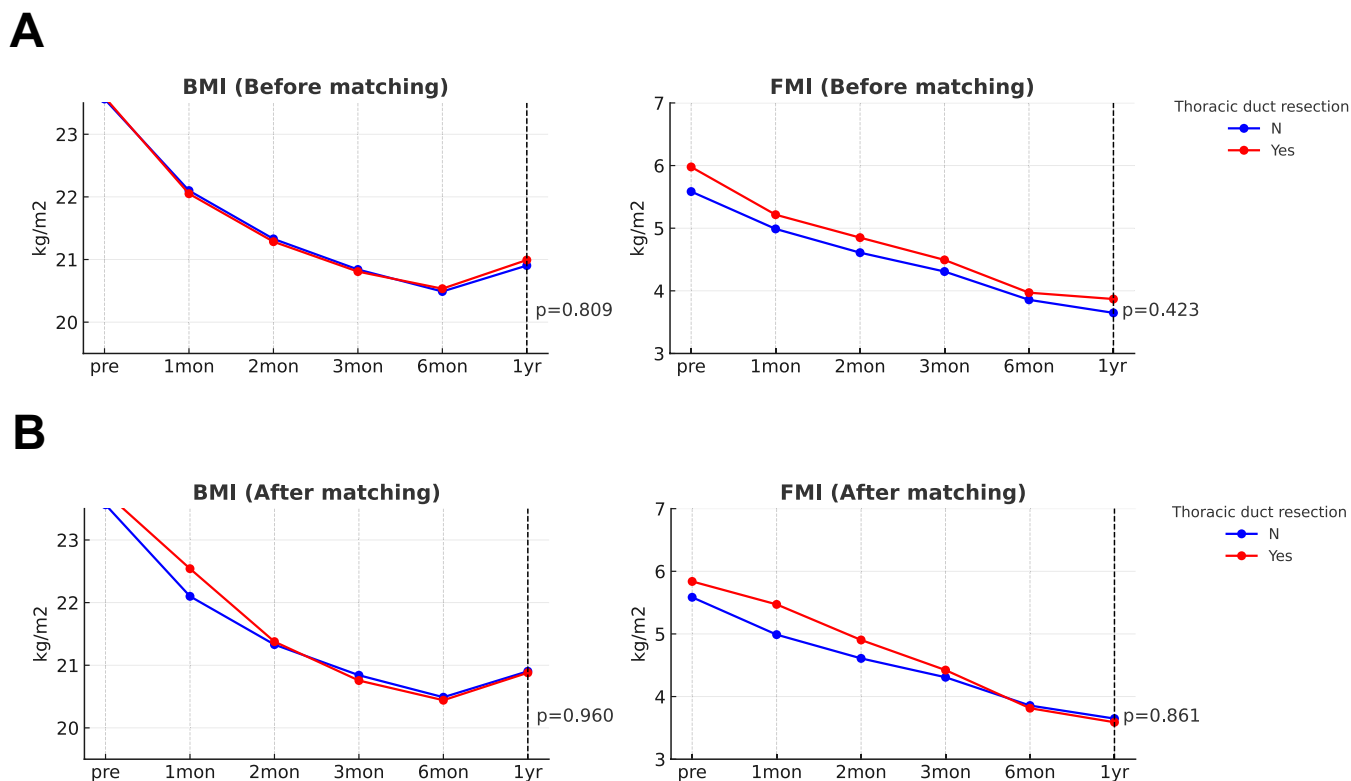 A
BMI (Before matching)
kg/m2
23
22
21
20
pre 1mon 2mon 3mon 6mon 1yr
p=0.809
FMI (Before matching)
kg/m2
7
6
5
4
3
pre 1mon 2mon 3mon 6mon 1yr
p=0.423
Thoracic duct resection
N
Yes
B
BMI (After matching)
kg/m2
23
22
21
20
pre 1mon 2mon 3mon 6mon 1yr
p=0.960
FMI (After matching)
kg/m2
7
6
5
4
3
pre 1mon 2mon 3mon 6mon 1yr
p=0.861
Thoracic duct resection
N
Yes